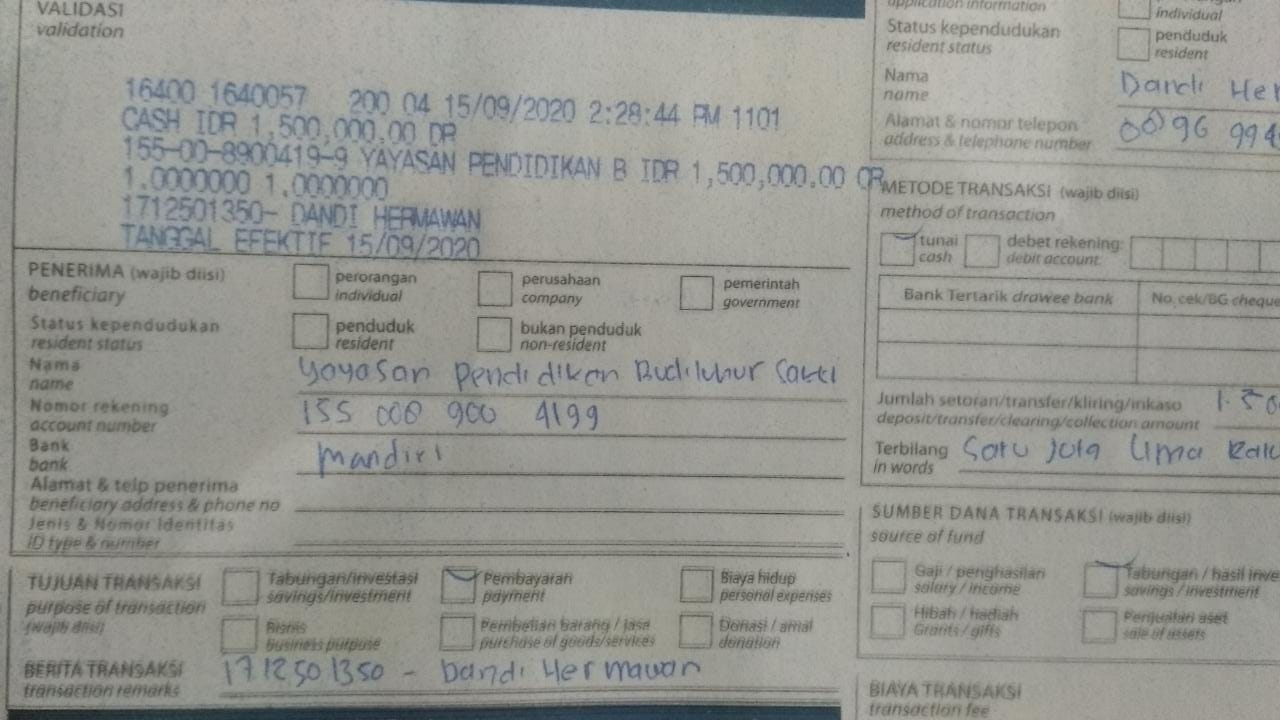 VALIDASI
validation
16400 1640057 200 04 15/09/2020 2:28:44 PM 1101
CASH IDR 1,500,000.00 DR
155-00-8900419-9 YAYASAN PENDIDIKAN B IDR 1,500,000.00 CR
1.0000000 1.0000000
1712501350- DANDI HERMAWAN
TANGGAL EFEKTIF 15/09/2020
PENERIMA (wajib diisi)
beneficiary
perorangan
individual
perusahaan
company
pemerintah
government
Status kependudukan
resident status
penduduk
resident
bukan penduduk
non-resident
Nama
name
Yayasan Pendidikan Budiluhur Sakti
Nomor rekening
account number
155 000 900 4199
Bank
bank
Mandiri
Alamat & telp penerima
beneficiary address & phone no
Jenis & Nomor Identitas
ID type & number
TUJUAN TRANSAKSI
purpose of transaction
(wajib diisi)
Tabungan/investasi
savings/investment
Pembayaran
payment
Biaya hidup
personal expenses
Bisnis
business purpose
Pembelian barang / jasa
purchase of goods/services
Donasi / amal
donation
BERITA TRANSAKSI
transaction remarks
1712501350 - Dandi Hermawan
application information
individual
Status kependudukan
resident status
penduduk
resident
Nama
name
Dandi Her
Alamat & nomor telepon
address & telephone number
0896 994
METODE TRANSAKSI (wajib diisi)
method of transaction
tunai
cash
debet rekening:
debit account:
Bank Tertarik drawee bank
No. cek/BG cheque
Jumlah setoran/transfer/kliring/inkaso
deposit/transfer/clearing/collection amount
1.50
Terbilang
in words
Satu Juta Lima Ratu
SUMBER DANA TRANSAKSI (wajib diisi)
source of fund
Gaji / penghasilan
salary / income
Tabungan / hasil inve
savings / investment
Hibah / hadiah
Grants / gifts
Penjualan aset
sale of assets
BIAYA TRANSAKSI
transaction fee